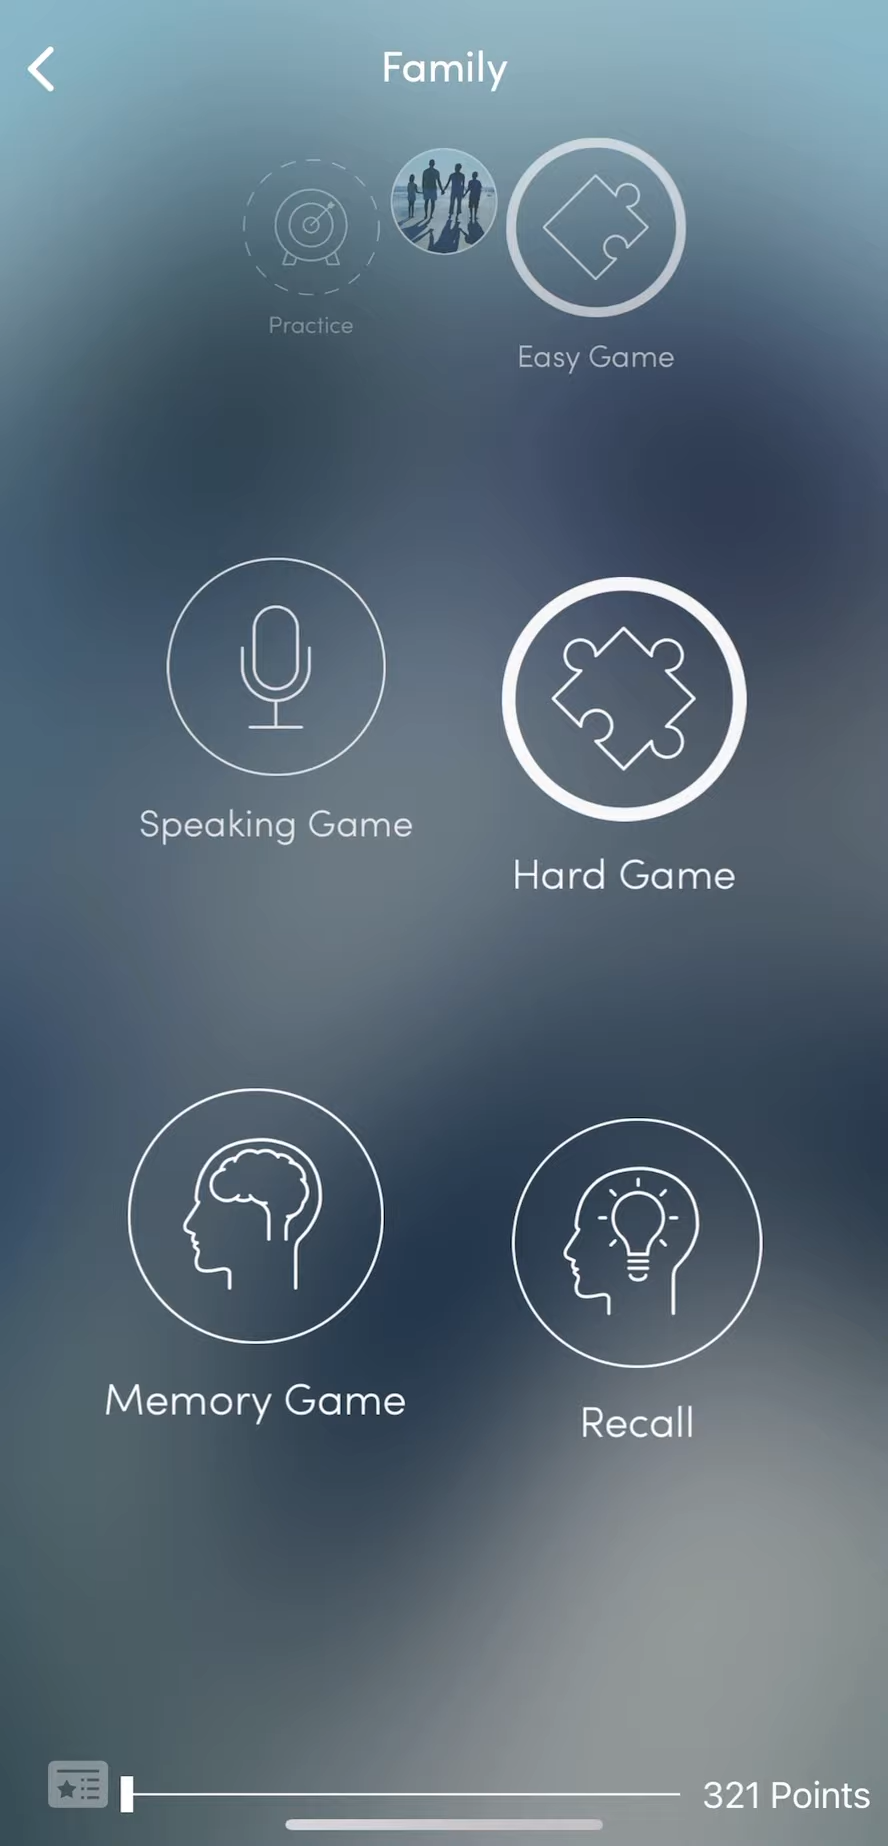 Family
Practice
Easy Game
Speaking Game
Hard Game
Memory Game
Recall
321 Points